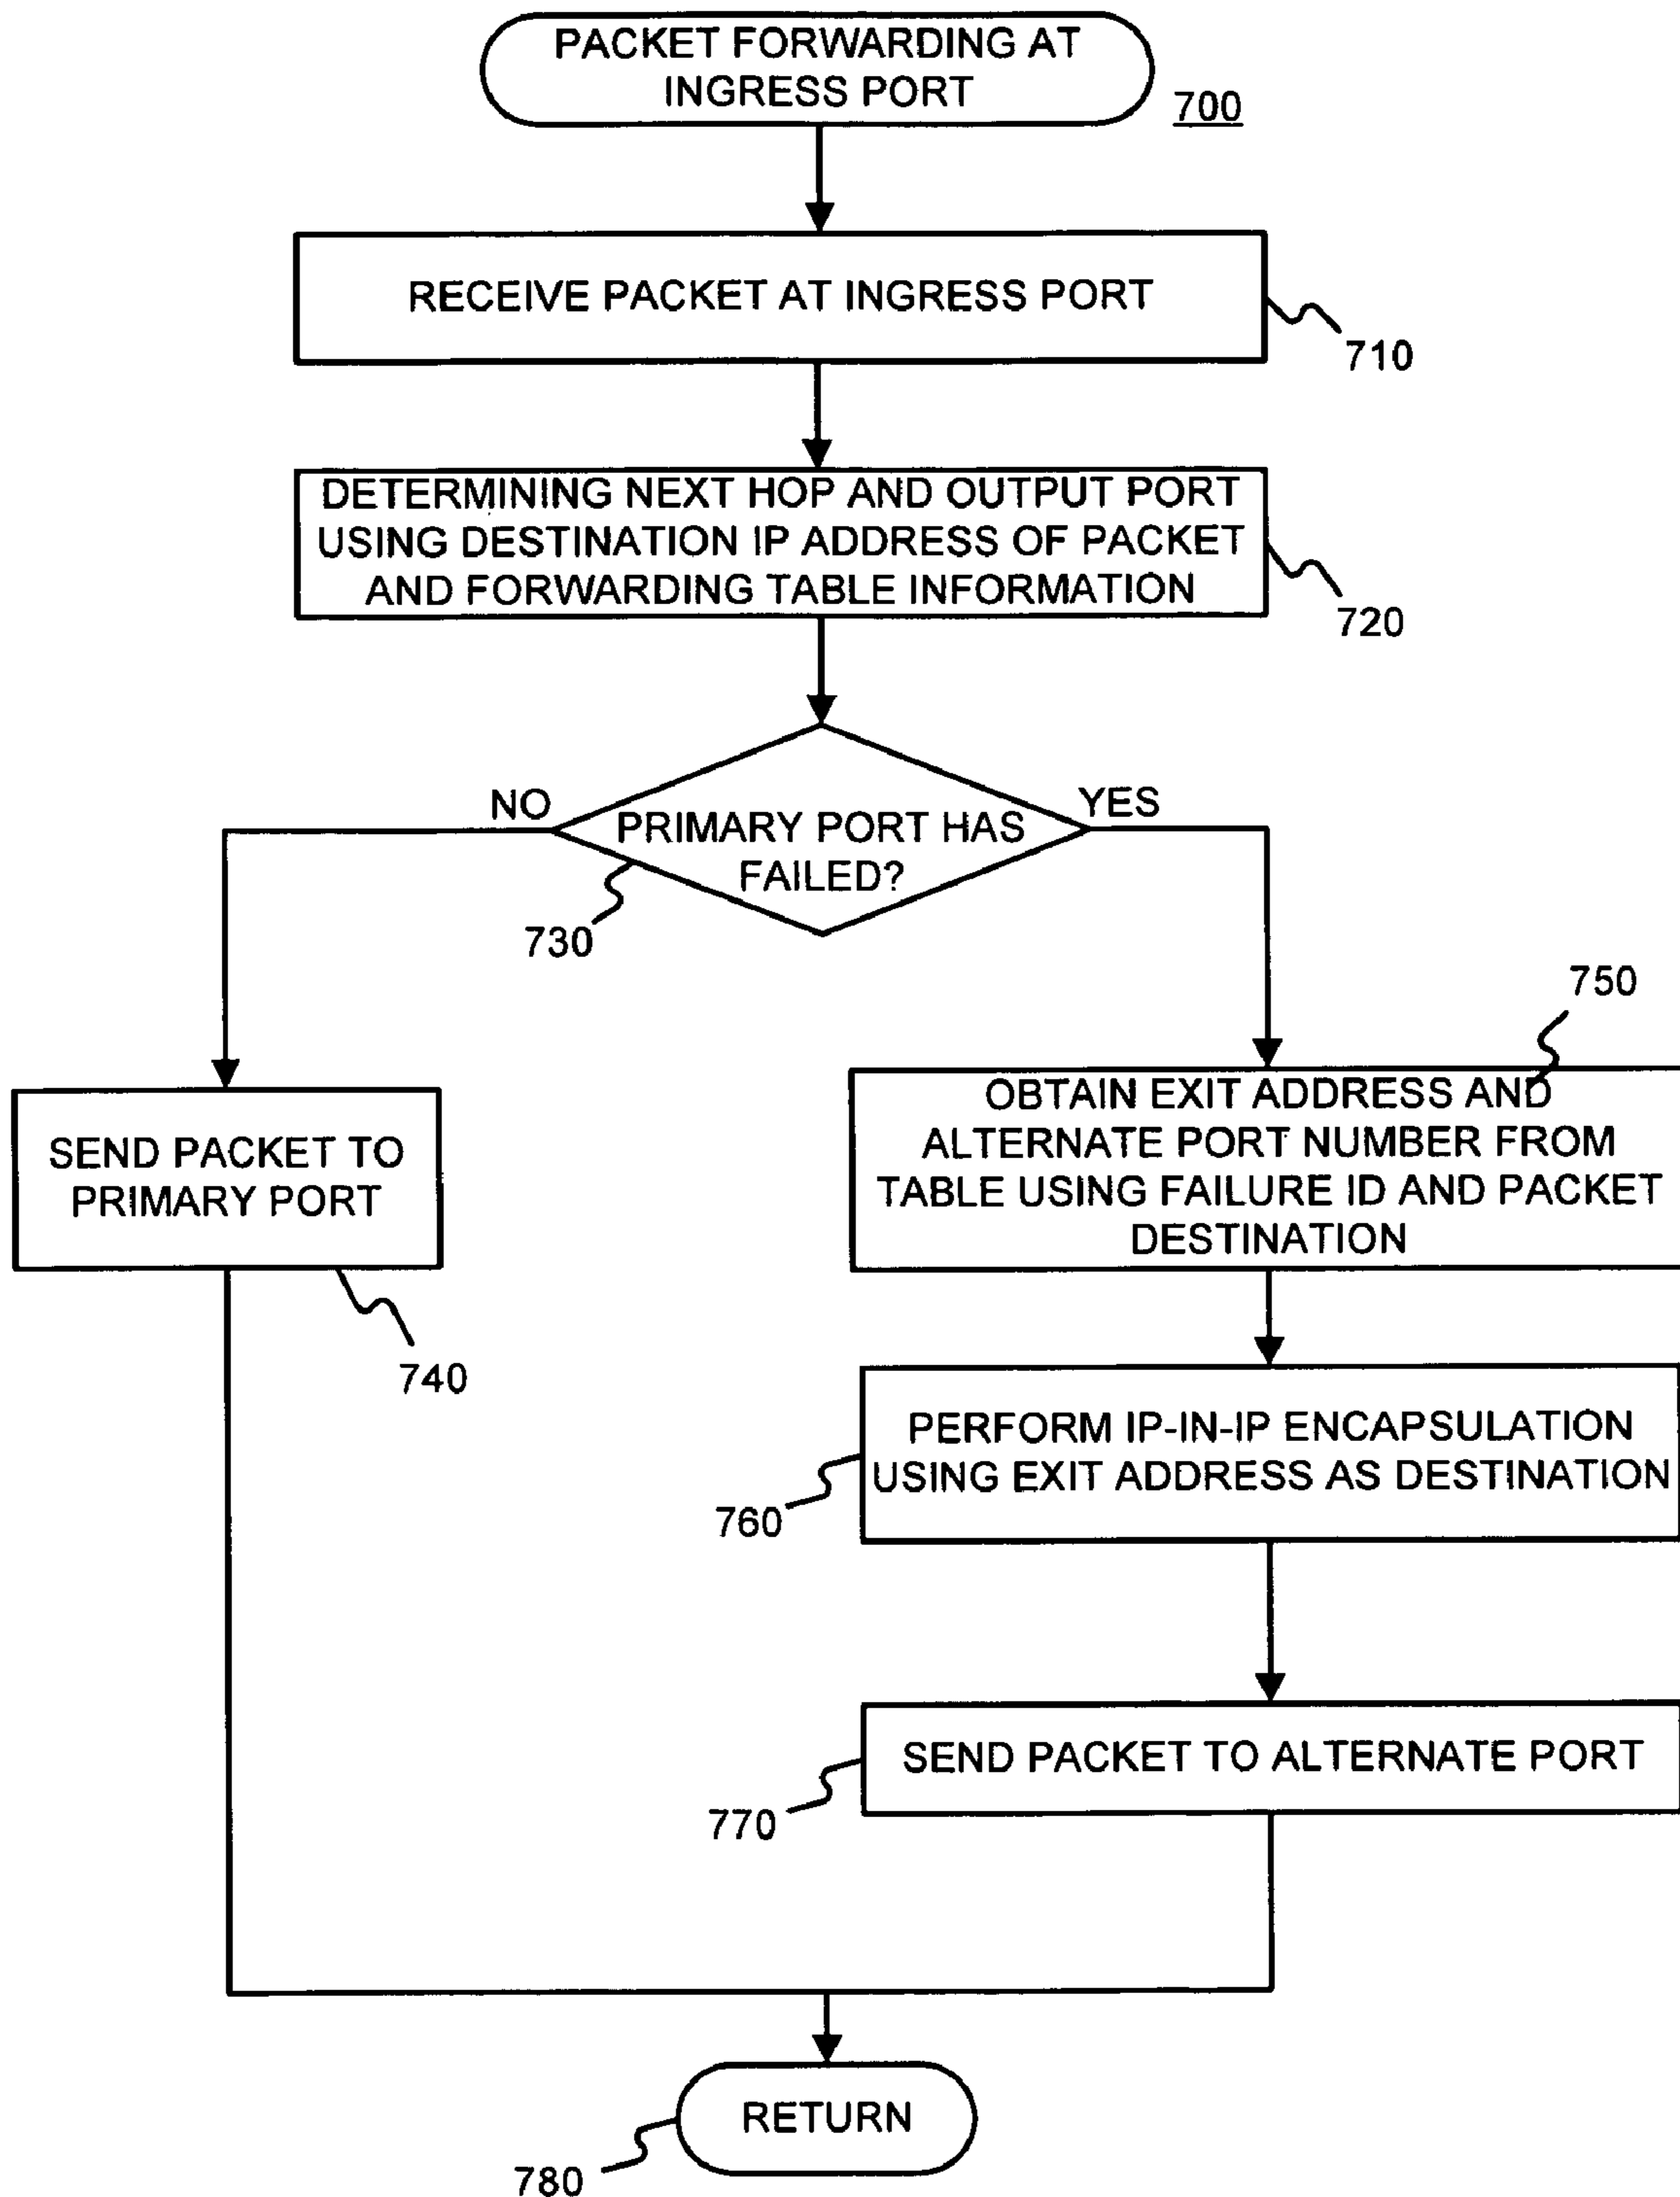 PACKET FORWARDING AT
INGRESS PORT
700
RECEIVE PACKET AT INGRESS PORT
710
DETERMINING NEXT HOP AND OUTPUT PORT
USING DESTINATION IP ADDRESS OF PACKET
AND FORWARDING TABLE INFORMATION
720
NO
YES
PRIMARY PORT HAS
FAILED?
730
750
SEND PACKET TO
PRIMARY PORT
740
OBTAIN EXIT ADDRESS AND
ALTERNATE PORT NUMBER FROM
TABLE USING FAILURE ID AND PACKET
DESTINATION
PERFORM IP-IN-IP ENCAPSULATION
USING EXIT ADDRESS AS DESTINATION
760
SEND PACKET TO ALTERNATE PORT
770
RETURN
780